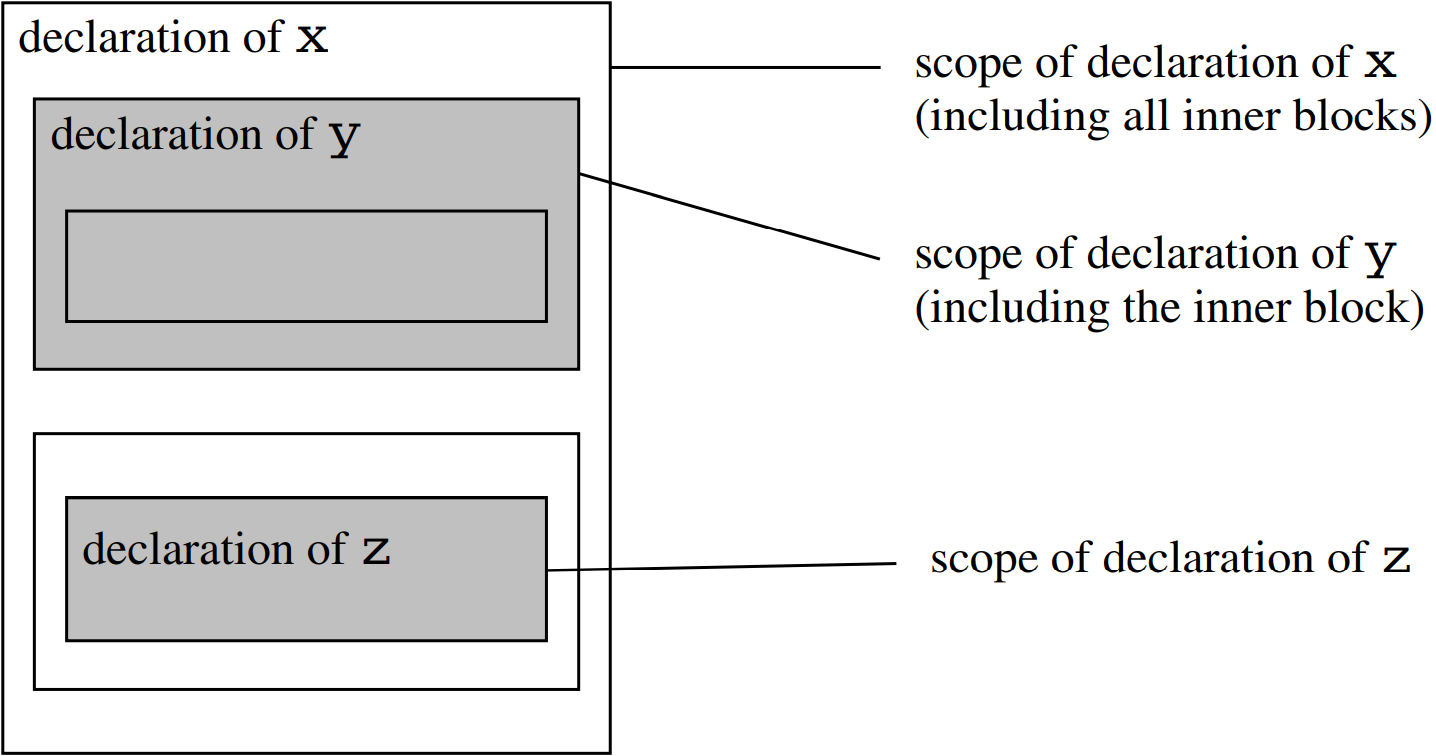 declaration of x
scope of declaration of x
(including all inner blocks)
declaration of y
scope of declaration of y
(including the inner block)
declaration of z
scope of declaration of z